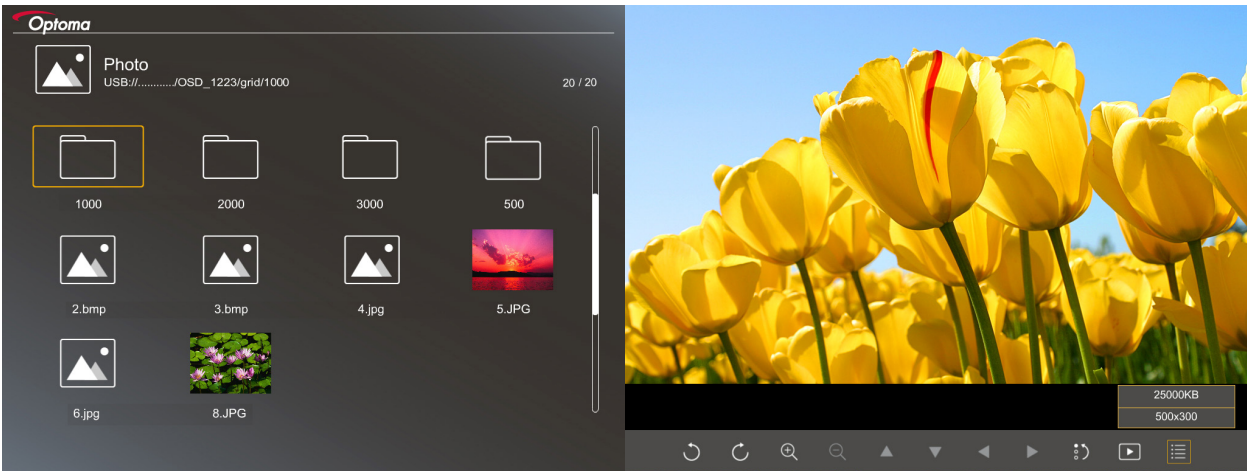 Optoma
Photo
USB://.........../OSD_1223/grid/1000
20 / 20
1000
2000
3000
500
2.bmp
3.bmp
4.jpg
5.JPG
6.jpg
8.JPG
25000KB
500x300